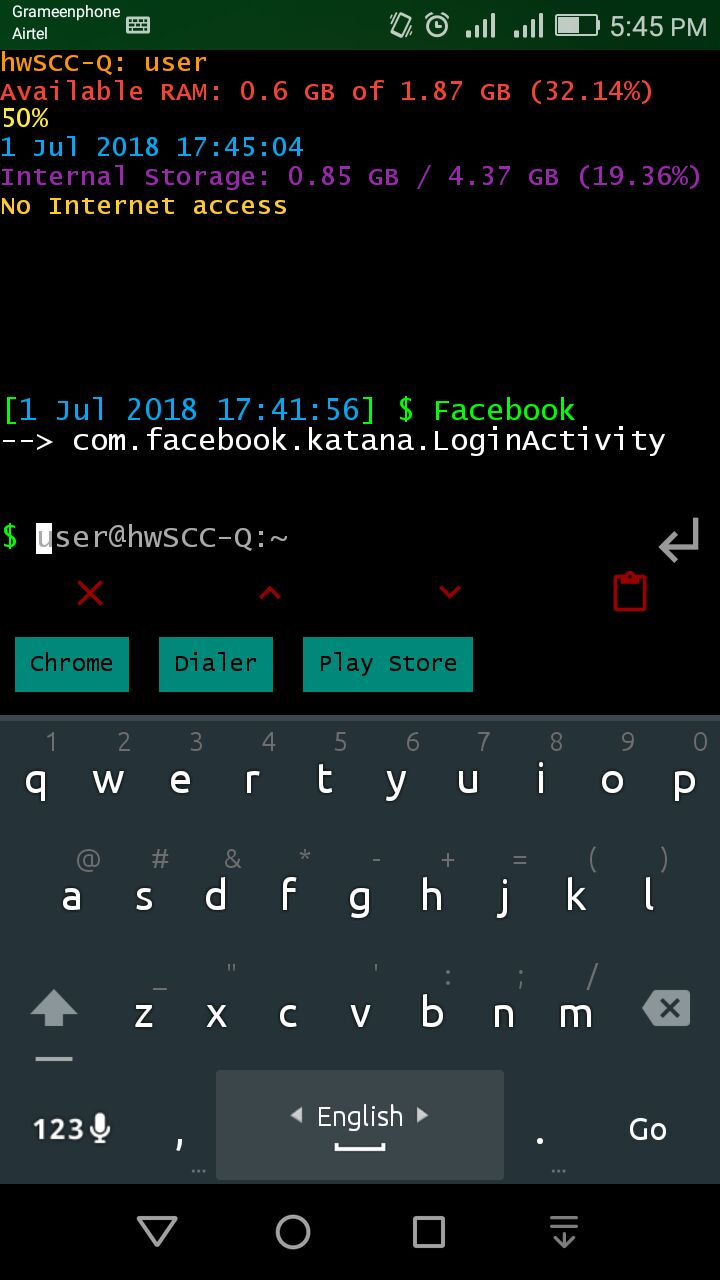 Grameenphone
Airtel
5:45 PM
hwSCC-Q: user
Available RAM: 0.6 GB of 1.87 GB (32.14%)
50%
1 Jul 2018 17:45:04
Internal Storage: 0.85 GB / 4.37 GB (19.36%)
No Internet access
[1 Jul 2018 17:41:56] $ Facebook
--> com.facebook.katana.LoginActivity
$ user@hwSCC-Q:~
Chrome Dialer Play Store
1 2 3 4 5 6 7 8 9 0
q w e r t y u i o p
@ # & * - + = ( )
a s d f g h j k l
_ " ' : ; /
z x c v b n m
123 , English . Go
... ...